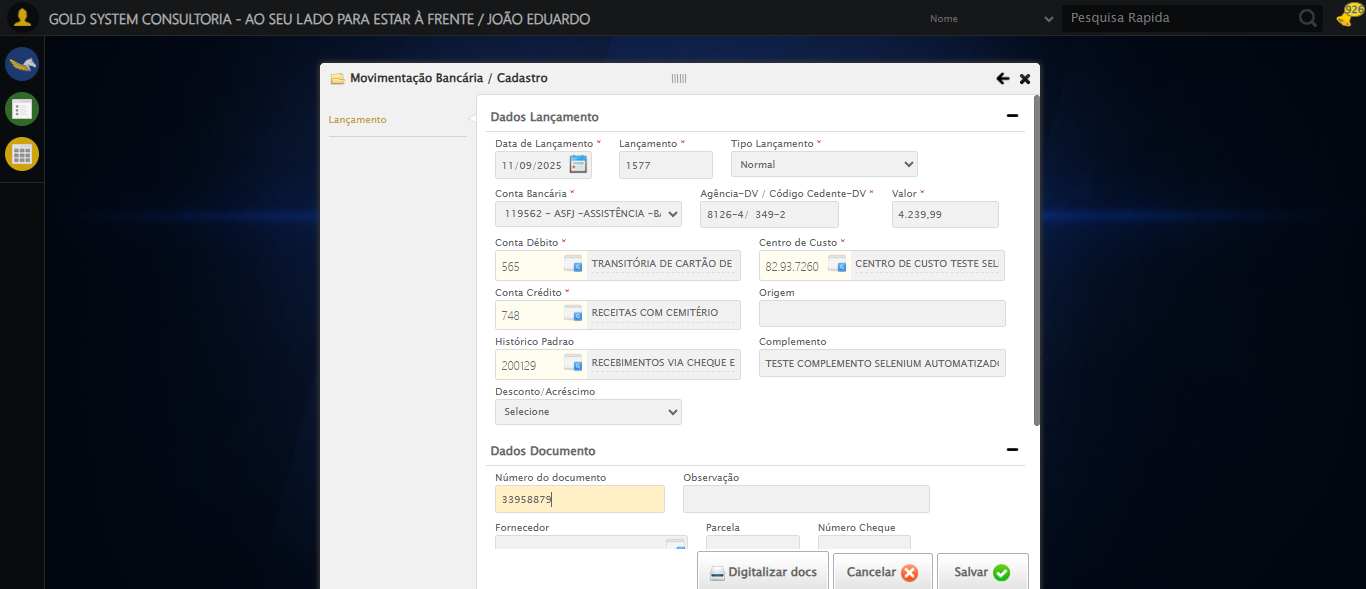 GOLD SYSTEM CONSULTORIA - AO SEU LADO PARA ESTAR À FRENTE / JOÃO EDUARDO
Nome
Pesquisa Rapida
926
Movimentação Bancária / Cadastro
Lançamento
Dados Lançamento
Data de Lançamento * Lançamento * Tipo Lançamento *
11/09/2025 1577 Normal
Conta Bancária * Agência-DV / Código Cedente-DV * Valor *
119562 - ASFJ -ASSISTÊNCIA -BA 8126-4/ 349-2 4.239,99
Conta Débito * Centro de Custo *
565 TRANSITÓRIA DE CARTÃO DE 82.93.7260 CENTRO DE CUSTO TESTE SEL
Conta Crédito * Origem
748 RECEITAS COM CEMITÉRIO
Histórico Padrao Complemento
200129 RECEBIMENTOS VIA CHEQUE E TESTE COMPLEMENTO SELENIUM AUTOMATIZADO
Desconto/Acréscimo
Selecione
Dados Documento
Número do documento Observação
33958879
Fornecedor Parcela Número Cheque
Digitalizar docs Cancelar Salvar